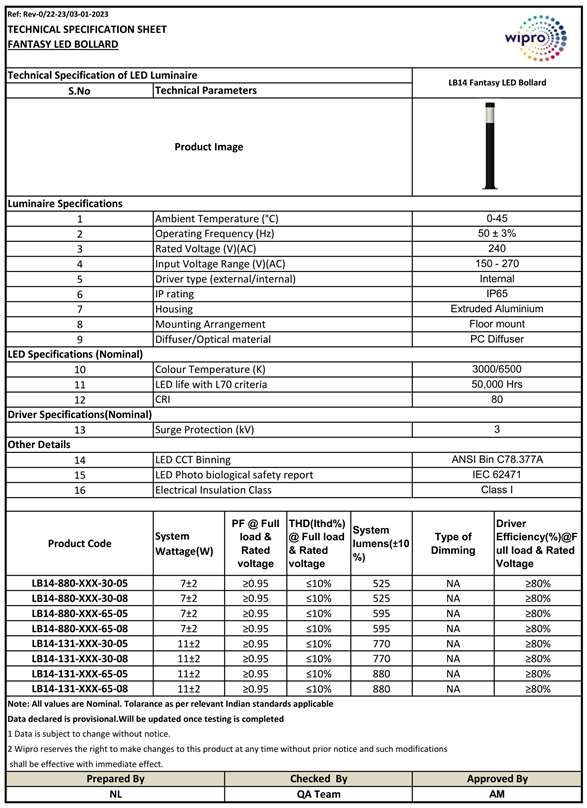 Ref: Rev-0/22-23/03-01-2023
TECHNICAL SPECIFICATION SHEET
FANTASY LED BOLLARD
wipro
Technical Specification of LED Luminaire
LB14 Fantasy LED Bollard
S.No Technical Parameters
Product Image
Luminaire Specifications
1 Ambient Temperature (°C) 0-45
2 Operating Frequency (Hz) 50 ± 3%
3 Rated Voltage (V)(AC) 240
4 Input Voltage Range (V)(AC) 150 - 270
5 Driver type (external/internal) Internal
6 IP rating IP65
7 Housing Extruded Aluminium
8 Mounting Arrangement Floor mount
9 Diffuser/Optical material PC Diffuser
LED Specifications (Nominal)
10 Colour Temperature (K) 3000/6500
11 LED life with L70 criteria 50,000 Hrs
12 CRI 80
Driver Specifications(Nominal)
13 Surge Protection (kV) 3
Other Details
14 LED CCT Binning ANSI Bin C78.377A
15 LED Photo biological safety report IEC 62471
16 Electrical Insulation Class Class I
Product Code System Wattage(W) PF @ Full load & Rated voltage THD(Ithd%) @ Full load & Rated voltage System lumens(±10 %) Type of Dimming Driver Efficiency(%)@F ull load & Rated Voltage
LB14-880-XXX-30-05 7±2 ≥0.95 ≤10% 525 NA ≥80%
LB14-880-XXX-30-08 7±2 ≥0.95 ≤10% 525 NA ≥80%
LB14-880-XXX-65-05 7±2 ≥0.95 ≤10% 595 NA ≥80%
LB14-880-XXX-65-08 7±2 ≥0.95 ≤10% 595 NA ≥80%
LB14-131-XXX-30-05 11±2 ≥0.95 ≤10% 770 NA ≥80%
LB14-131-XXX-30-08 11±2 ≥0.95 ≤10% 770 NA ≥80%
LB14-131-XXX-65-05 11±2 ≥0.95 ≤10% 880 NA ≥80%
LB14-131-XXX-65-08 11±2 ≥0.95 ≤10% 880 NA ≥80%
Note: All values are Nominal. Tolarance as per relevant Indian standards applicable
Data declared is provisional.Will be updated once testing is completed
1 Data is subject to change without notice.
2 Wipro reserves the right to make changes to this product at any time without prior notice and such modifications
shall be effective with immediate effect.
Prepared By Checked By Approved By
NL QA Team AM